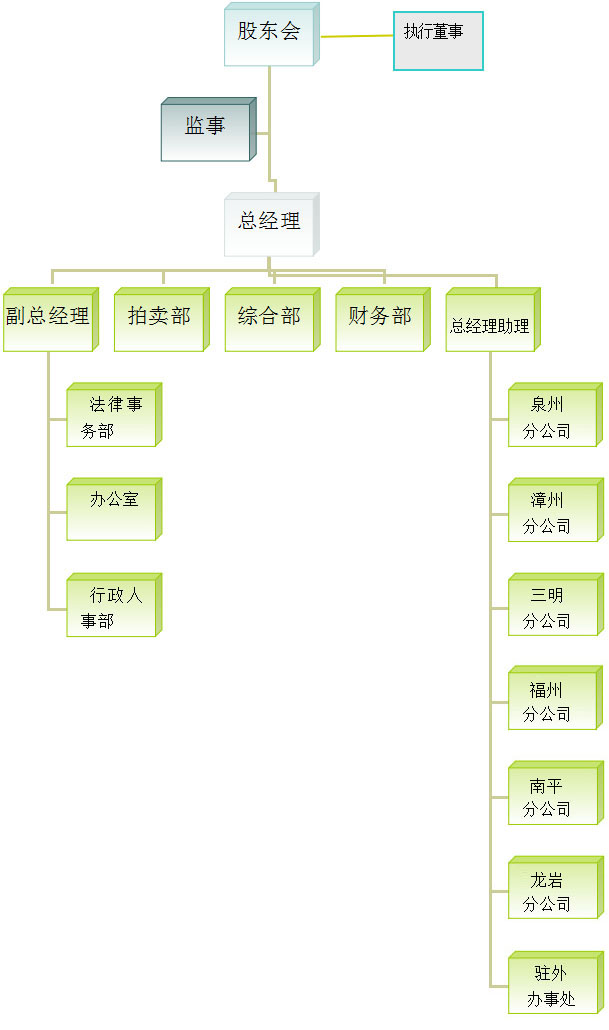 股东会
执行董事
监事
总经理
副总经理
拍卖部
综合部
财务部
总经理助理
法律事
务部
办公室
行政人
事部
泉州
分公司
漳州
分公司
三明
分公司
福州
分公司
南平
分公司
龙岩
分公司
驻外
办事处